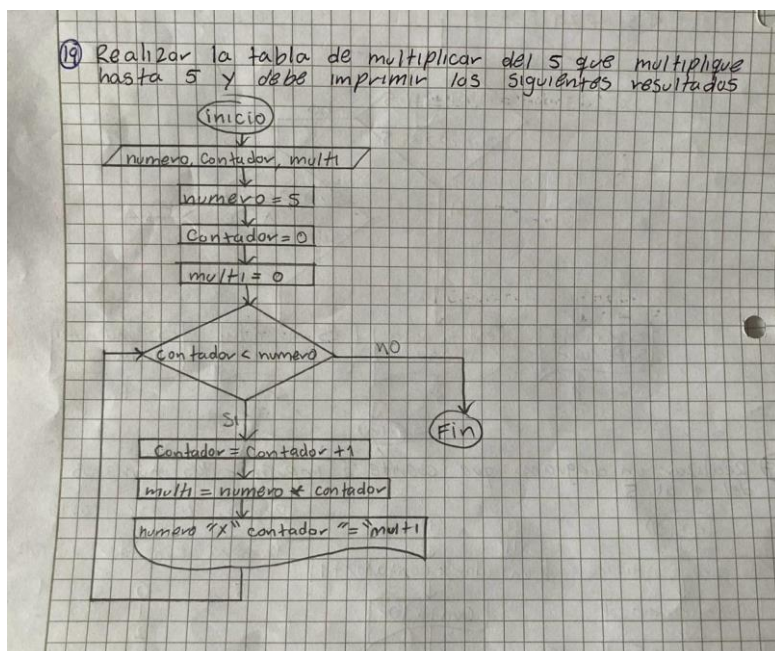 19 Realizar la tabla de multiplicar del 5 que multiplique
hasta 5 y debe imprimir los siguientes resultados
inicio
numero, Contador, multi
numero = 5
Contador = 0
multi = 0
contador < numero
no
Si
Fin
Contador = Contador + 1
multi = numero * contador
numero "x" contador "=" multi